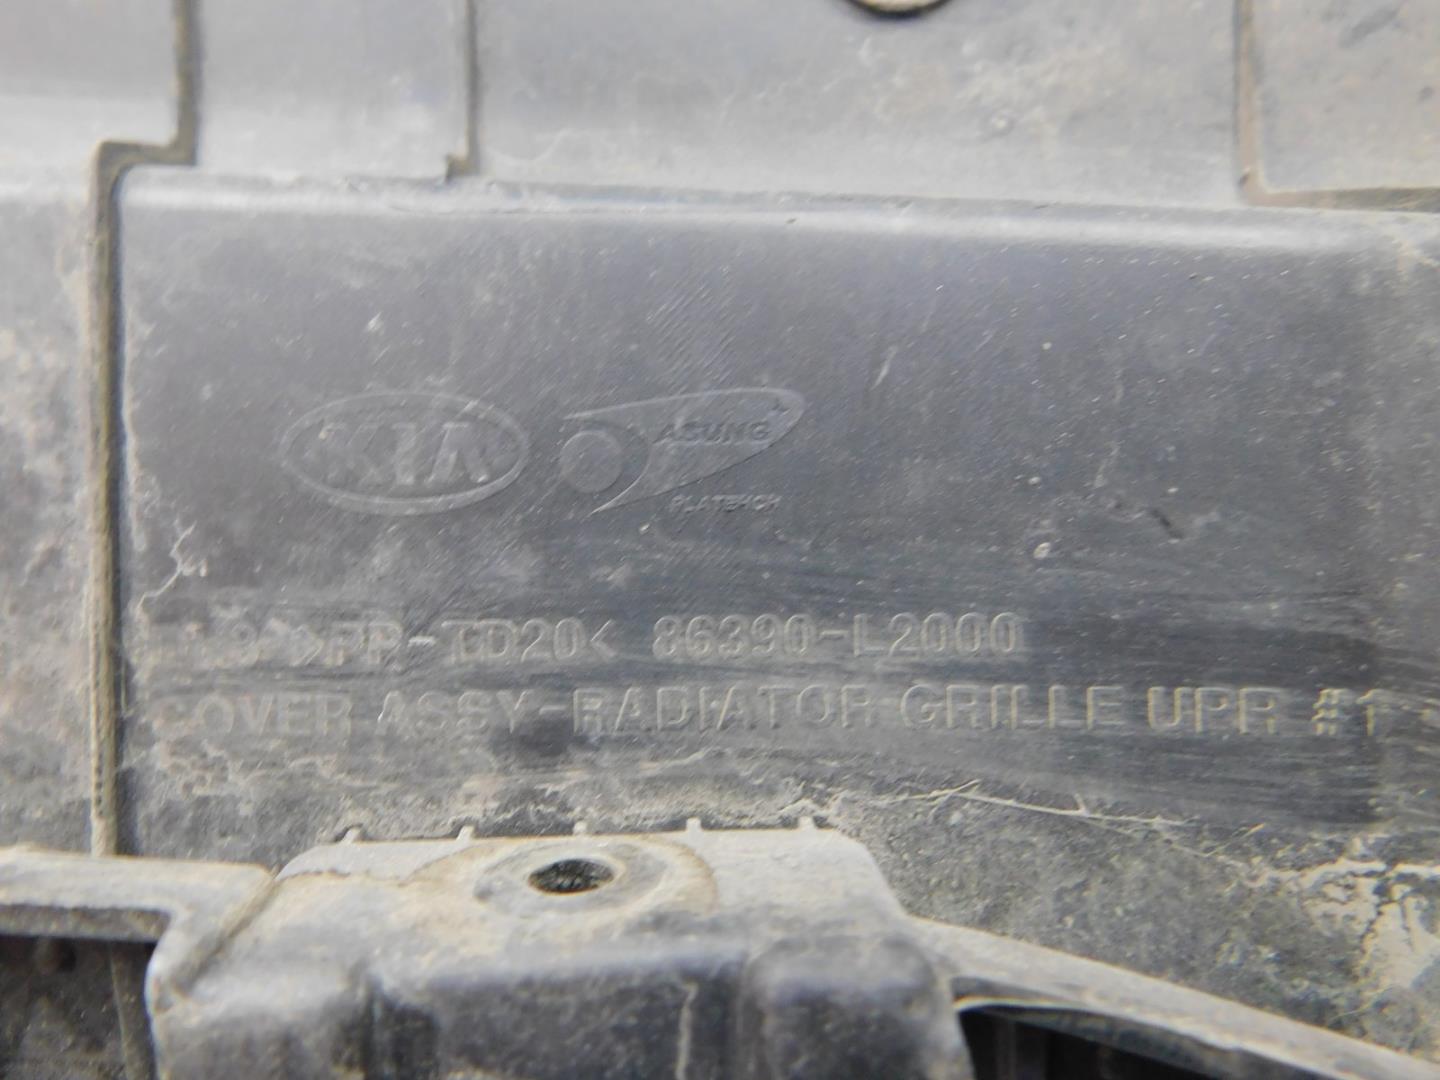 KIA
ASUNG
PLATECH
>PP-TD20< 86390-L2000
COVER ASSY-RADIATOR GRILLE UPR #1